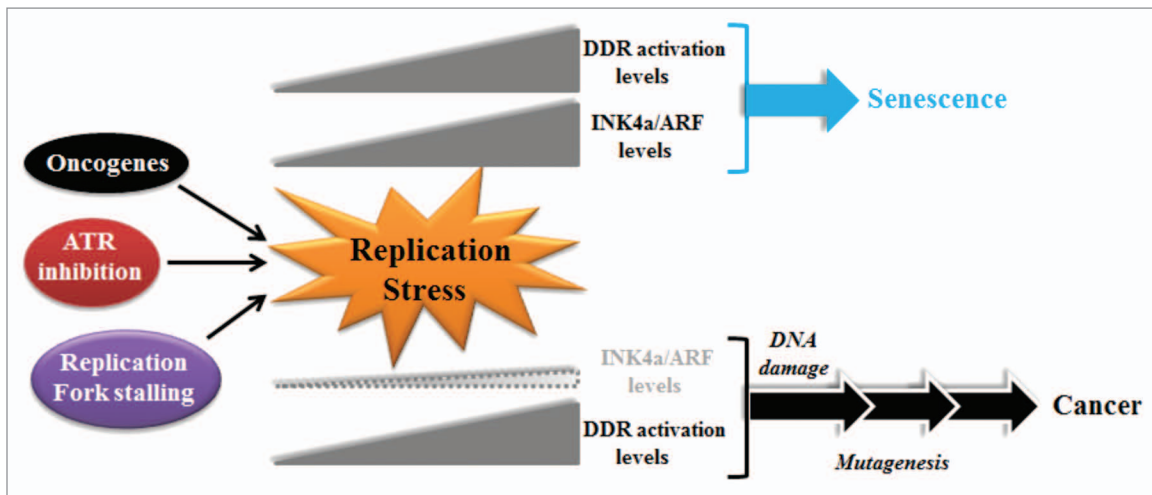 DDR activation
levels
INK4a/ARF
levels
Senescence
Oncogenes
ATR
inhibition
Replication
Fork stalling
Replication
Stress
INK4a/ARF
levels
DDR activation
levels
DNA
damage
Mutagenesis
Cancer